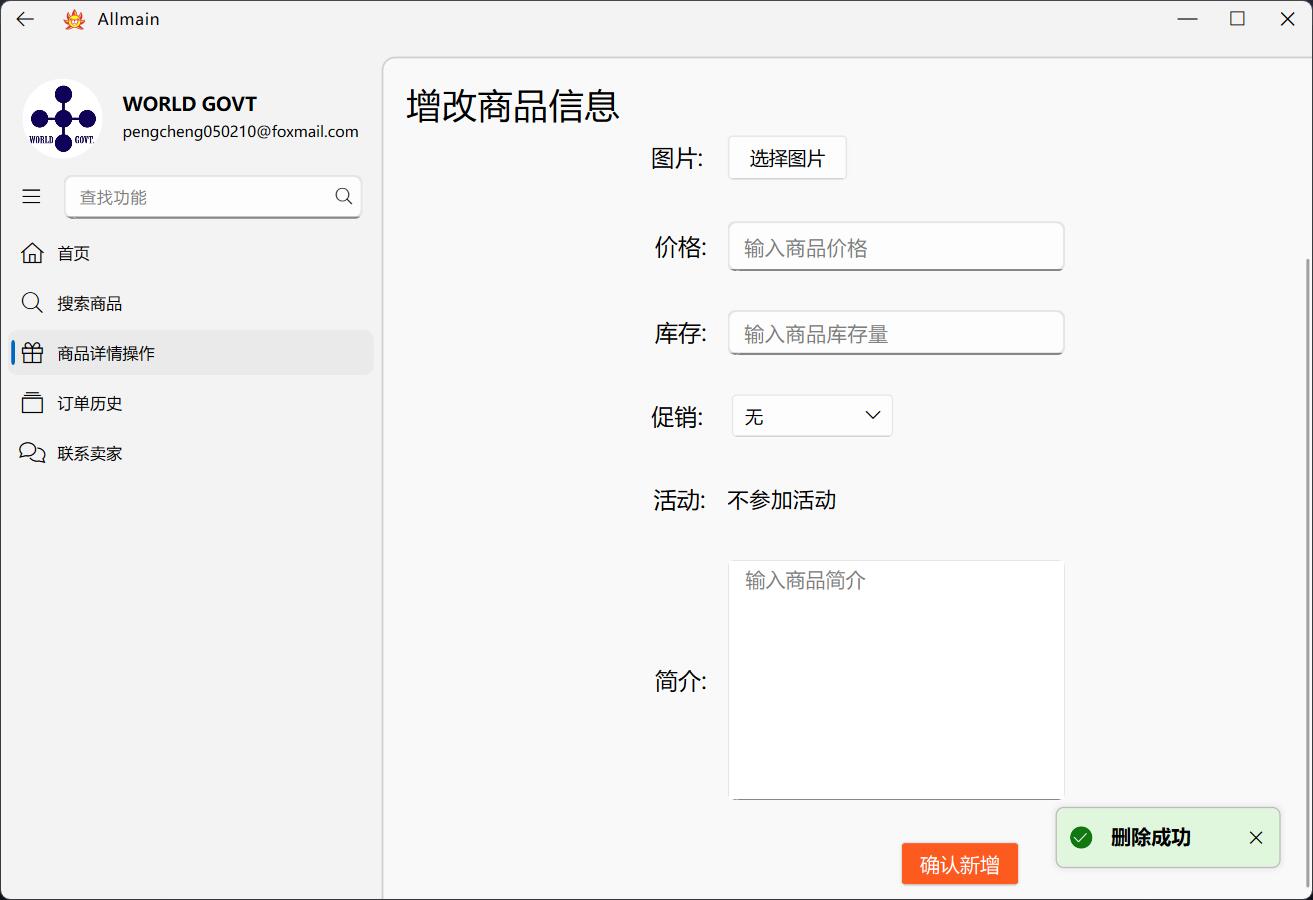 Allmain
WORLD GOVT.
WORLD GOVT
pengcheng050210@foxmail.com
查找功能
首页
搜索商品
商品详情操作
订单历史
联系卖家
增改商品信息
图片: 选择图片
价格: 输入商品价格
库存: 输入商品库存量
促销: 无
活动: 不参加活动
简介: 输入商品简介
确认新增
删除成功